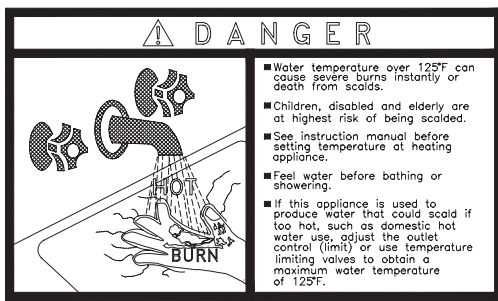 DANGER
HOT
BURN
■ Water temperature over 125°F can
cause severe burns instantly or
death from scalds.
■ Children, disabled and elderly are
at highest risk of being scalded.
■ See instruction manual before
setting temperature at heating
appliance.
■ Feel water before bathing or
showering.
■ If this appliance is used to
produce water that could scald if
too hot, such as domestic hot
water use, adjust the outlet
control (limit) or use temperature
limiting valves to obtain a
maximum water temperature
of 125°F.